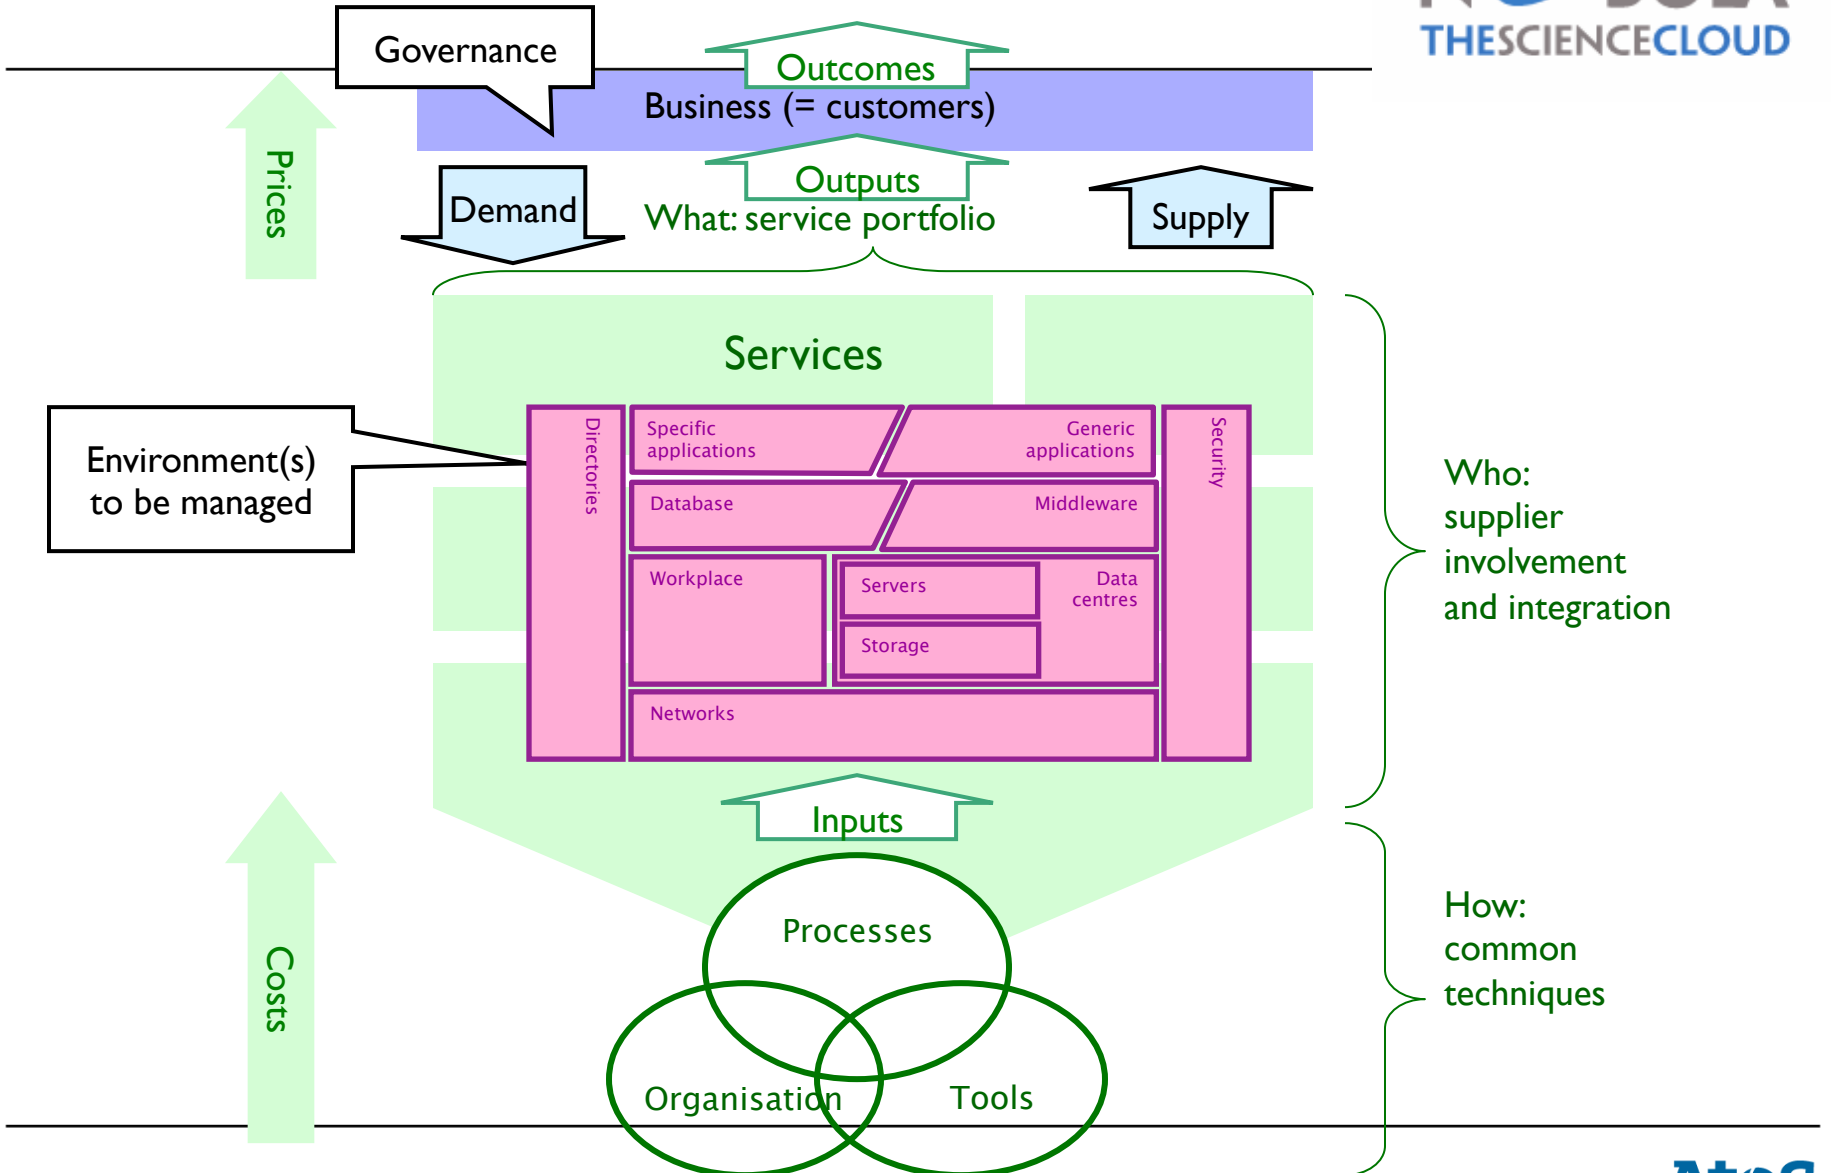 THESCIENCECLOUD
Governance
Outcomes
Business (= customers)
Prices
Outputs
Demand
What: service portfolio
Supply
Services
Environment(s)
to be managed
Directories
Specific
applications
Generic
applications
Security
Database
Middleware
Workplace
Servers
Data
centres
Storage
Networks
Who:
supplier
involvement
and integration
Inputs
Processes
How:
common
techniques
Costs
Organisation
Tools